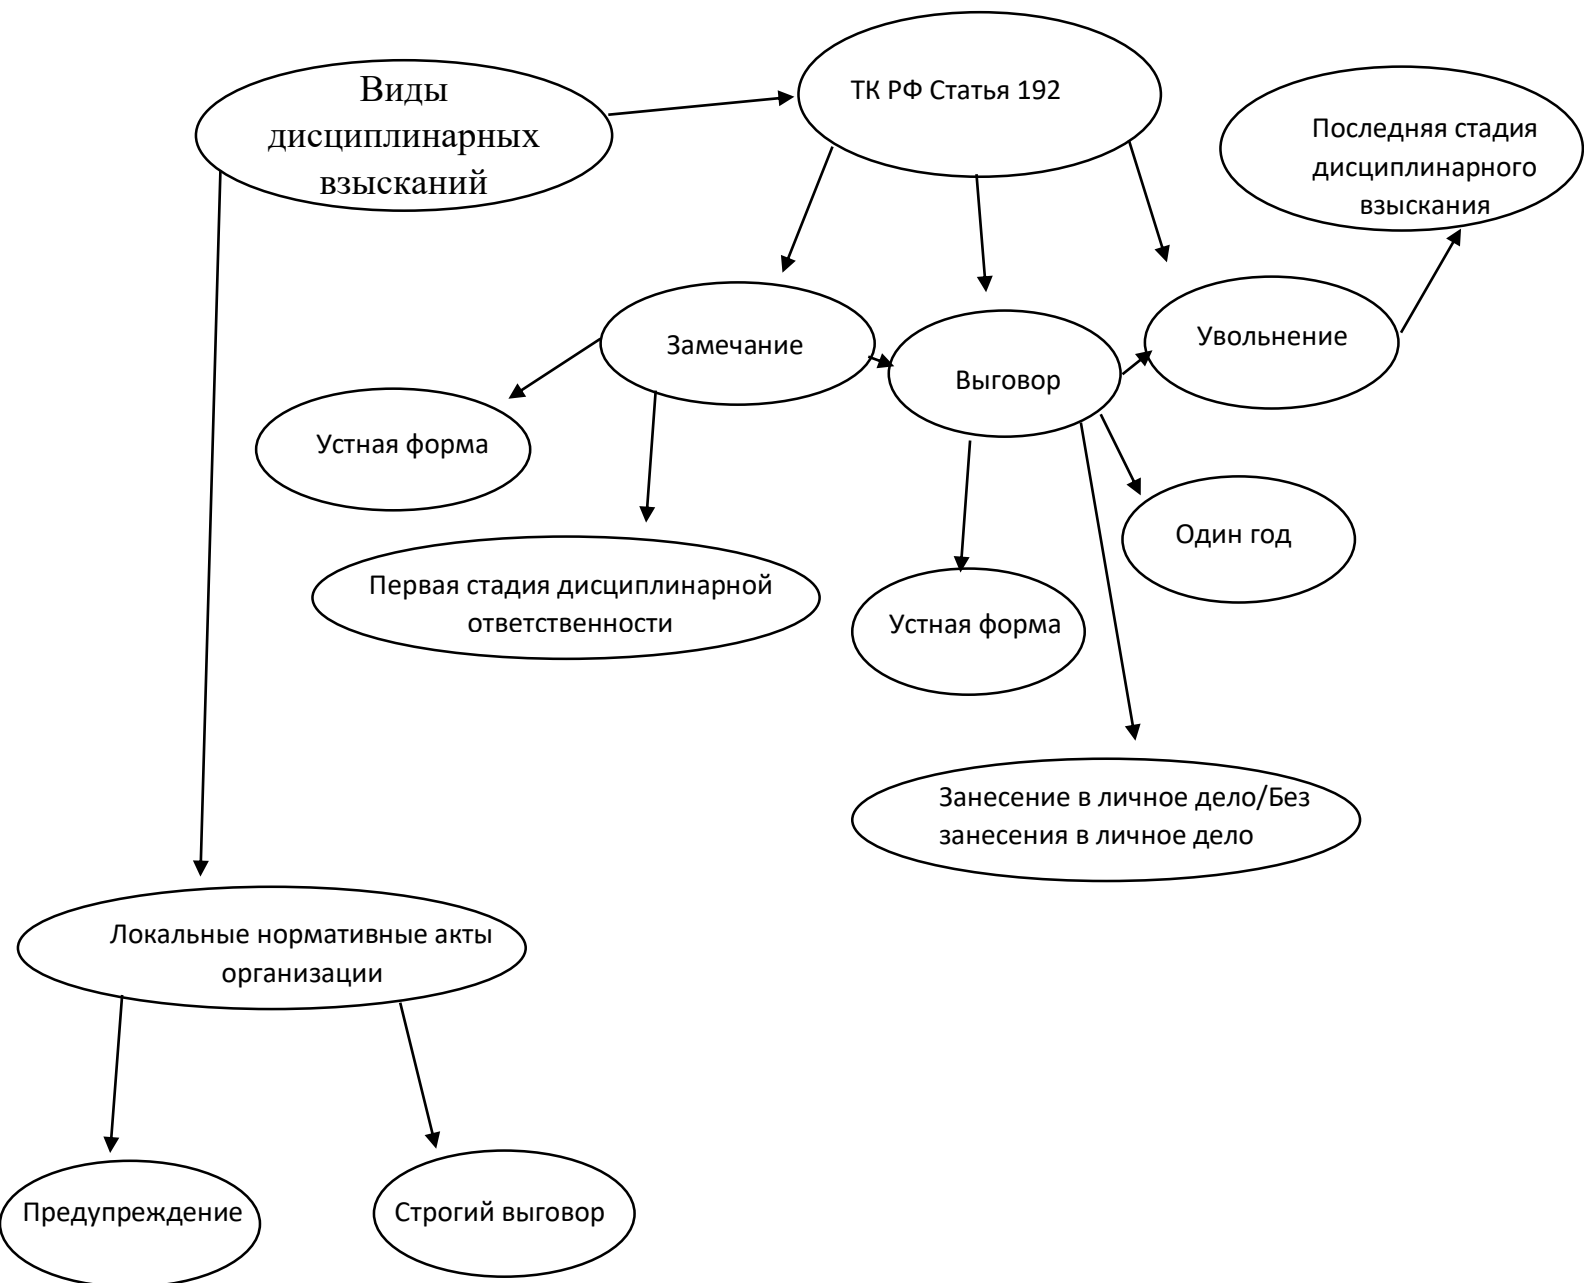 Виды
дисциплинарных
взысканий
ТК РФ Статья 192
Последняя стадия
дисциплинарного
взыскания
Замечание
Выговор
Увольнение
Устная форма
Первая стадия дисциплинарной
ответственности
Устная форма
Один год
Занесение в личное дело/Без
занесения в личное дело
Локальные нормативные акты
организации
Предупреждение
Строгий выговор